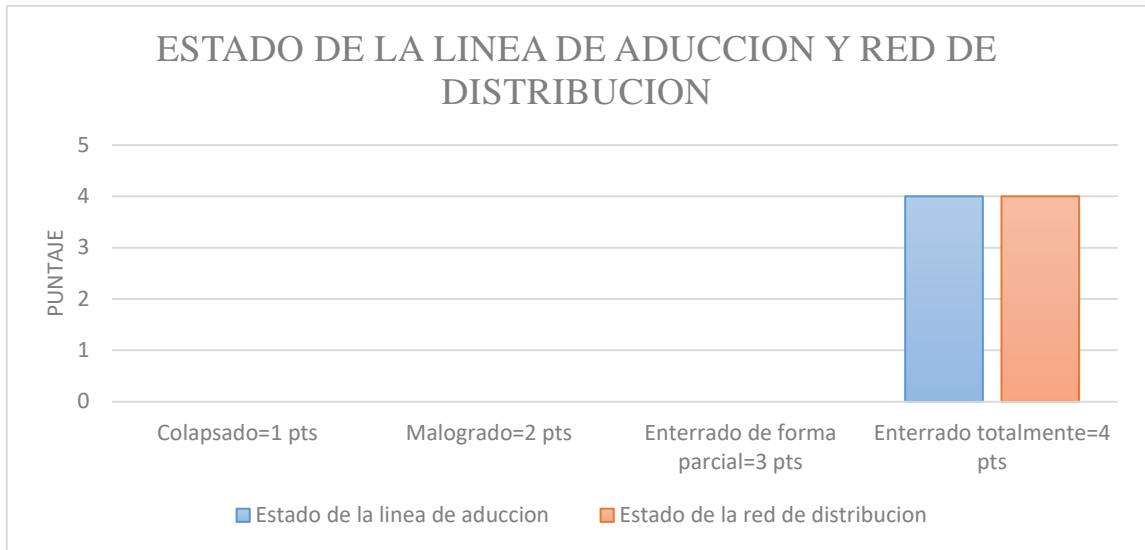 ESTADO DE LA LINEA DE ADUCCION Y RED DE
DISTRIBUCION
PUNTAJE
5
4
3
2
1
0
Colapsado=1 pts
Malogrado=2 pts
Enterrado de forma
parcial=3 pts
Enterrado totalmente=4
pts
Estado de la linea de aduccion
Estado de la red de distribucion